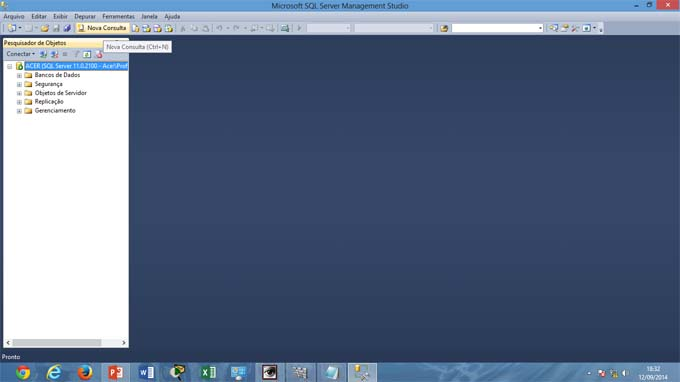 Microsoft SQL Server Management Studio
Arquivo Editar Exibir Depurar Ferramentas Janela Ajuda
Nova Consulta
Pesquisador de Objetos
Nova Consulta (Ctrl+N)
Conectar
ACER (SQL Server 11.0.2100 - Acer\Prof
Bancos de Dados
Segurança
Objetos de Servidor
Replicação
Gerenciamento
Pronto
18:32
12/09/2014